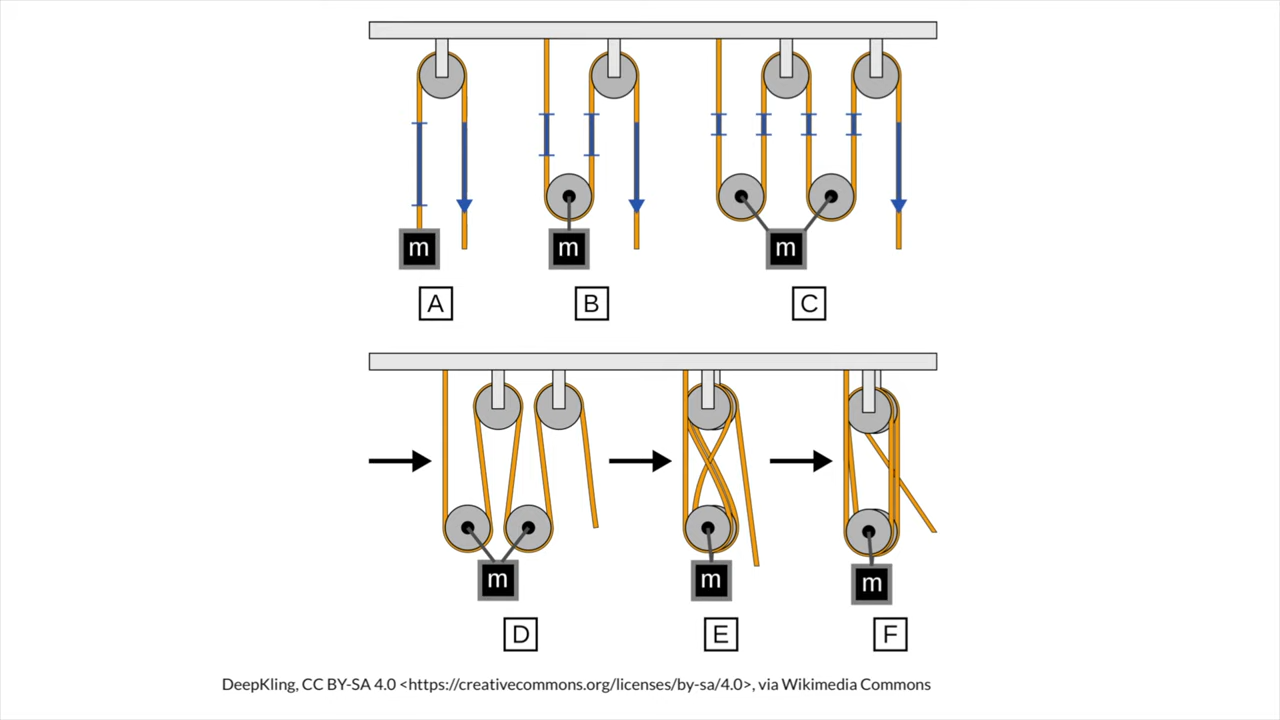 m m m
A B C
m m m
D E F
DeepKling, CC BY-SA 4.0 <https://creativecommons.org/licenses/by-sa/4.0>, via Wikimedia Commons